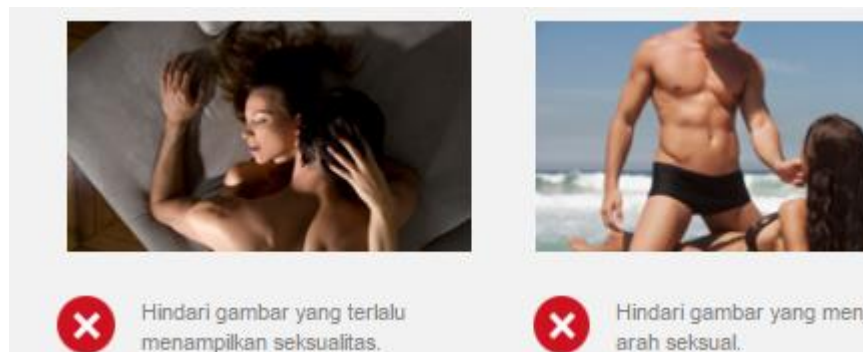 Hindari gambar yang terlalu
menampilkan seksualitas.
Hindari gambar yang
arah seksual.